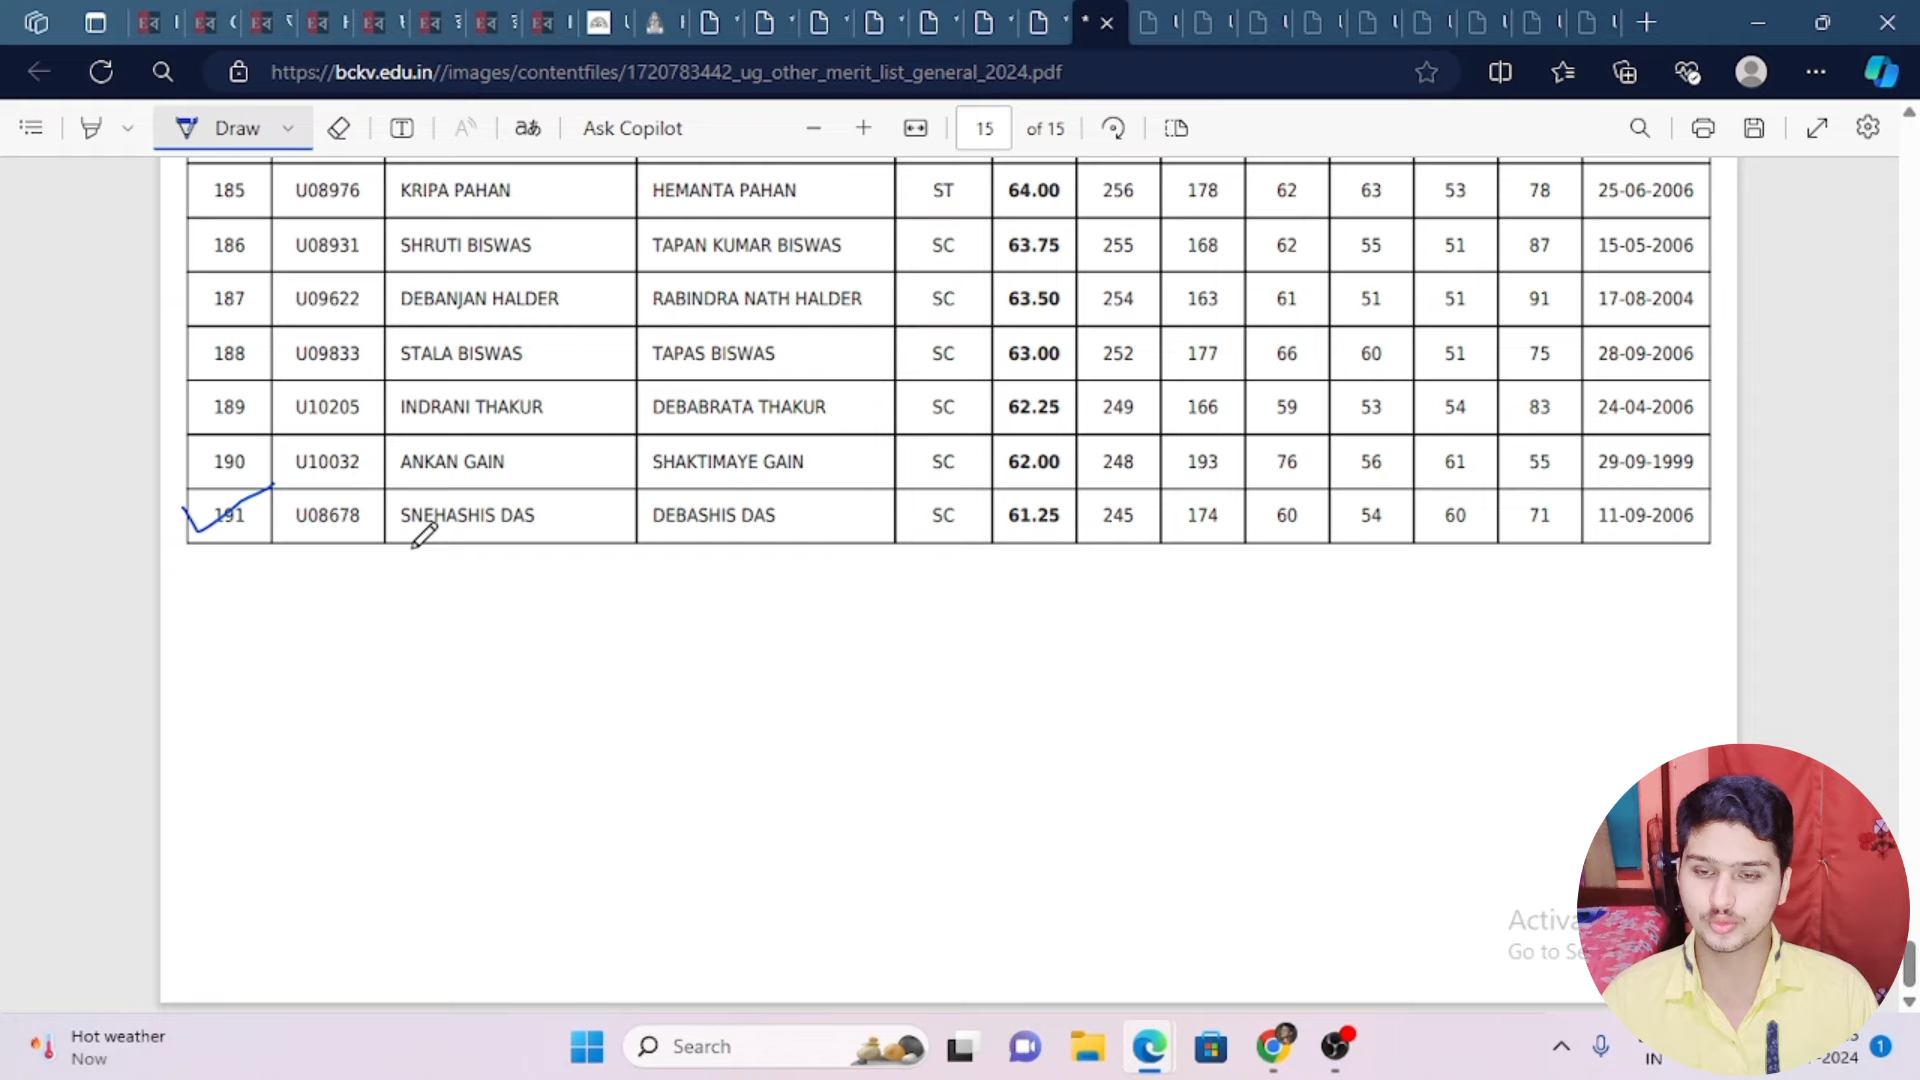 https://bckv.edu.in//images/contentfiles/1720783442_ug_other_merit_list_general_2024.pdf
Draw
Ask Copilot
15 of 15
185 U08976 KRIPA PAHAN HEMANTA PAHAN ST 64.00 256 178 62 63 53 78 25-06-2006
186 U08931 SHRUTI BISWAS TAPAN KUMAR BISWAS SC 63.75 255 168 62 55 51 87 15-05-2006
187 U09622 DEBANJAN HALDER RABINDRA NATH HALDER SC 63.50 254 163 61 51 51 91 17-08-2004
188 U09833 STALA BISWAS TAPAS BISWAS SC 63.00 252 177 66 60 51 75 28-09-2006
189 U10205 INDRANI THAKUR DEBABRATA THAKUR SC 62.25 249 166 59 53 54 83 24-04-2006
190 U10032 ANKAN GAIN SHAKTIMAYE GAIN SC 62.00 248 193 76 56 61 55 29-09-1999
191 U08678 SNEHASHIS DAS DEBASHIS DAS SC 61.25 245 174 60 54 60 71 11-09-2006
Go to
Hot weather
Now
Search
IN
-2024
1